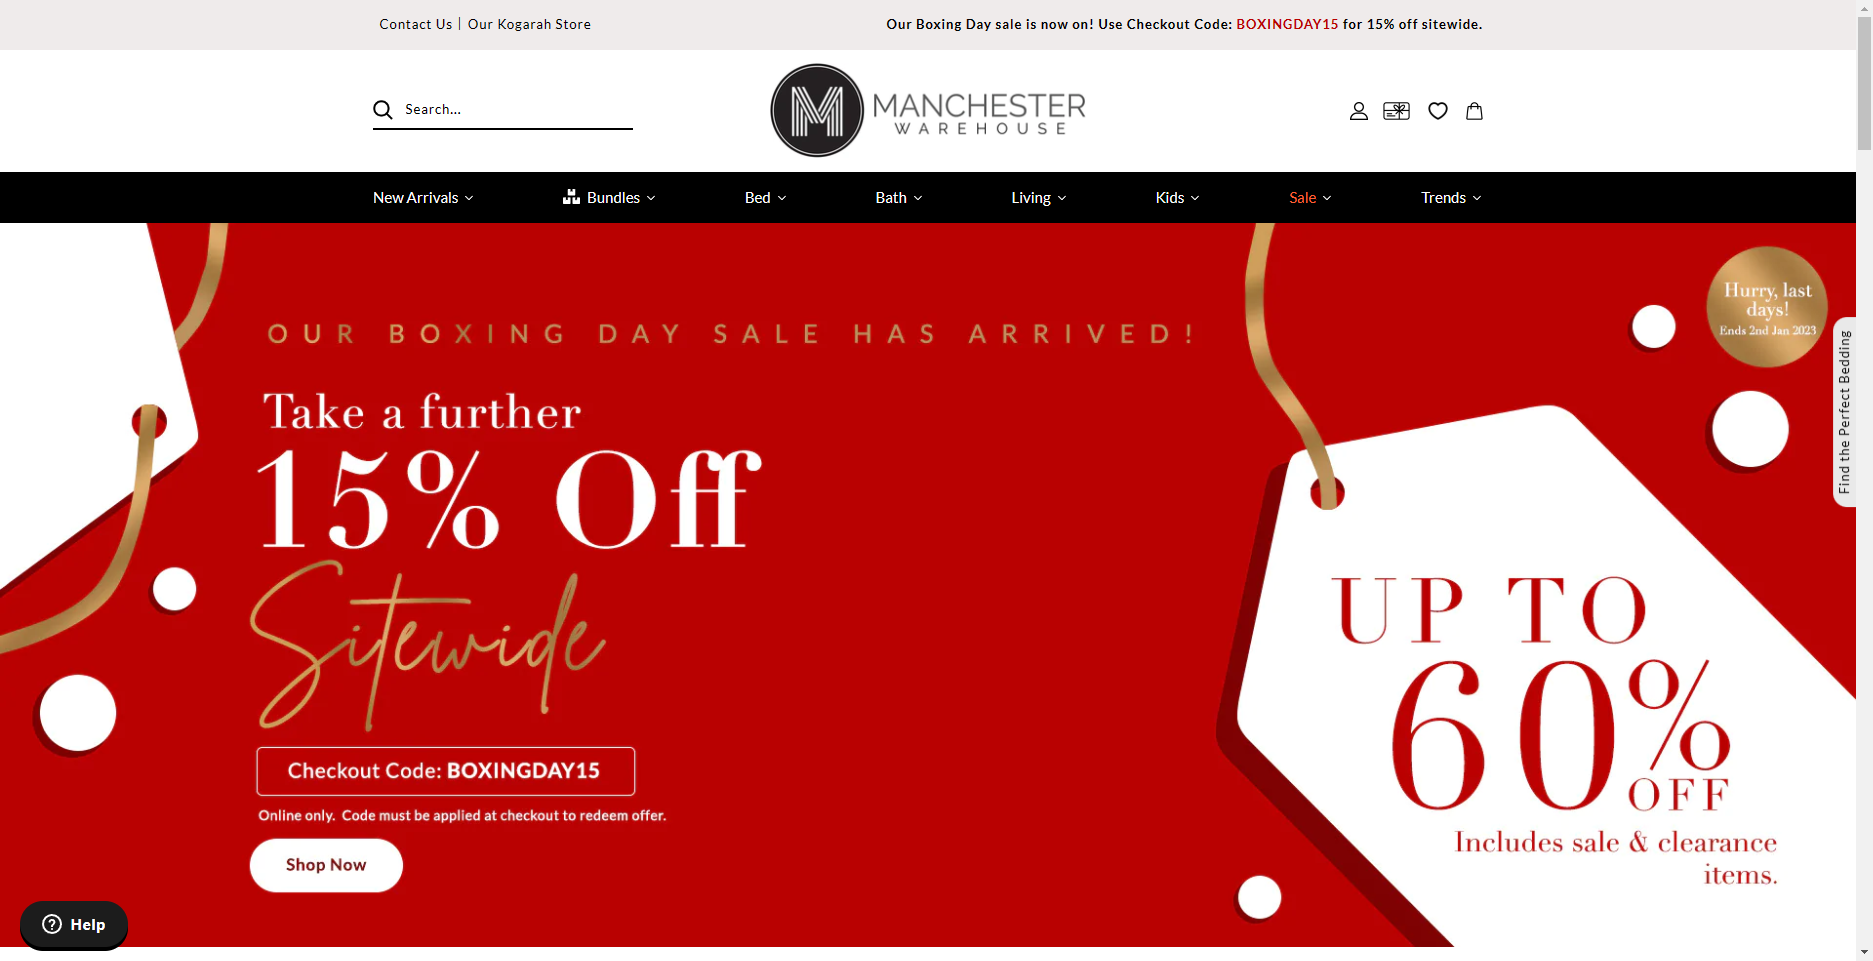 Contact Us | Our Kogarah Store
Our Boxing Day sale is now on! Use Checkout Code: BOXINGDAY15 for 15% off sitewide.
Search...
M
MANCHESTER
WAREHOUSE
New Arrivals
Bundles
Bed
Bath
Living
Kids
Sale
Trends
Hurry, last
days!
Ends 2nd Jan 2023
OUR BOXING DAY SALE HAS ARRIVED!
Take a further
15% Off
Sitewide
Checkout Code: BOXINGDAY15
Online only. Code must be applied at checkout to redeem offer.
Shop Now
UP TO
60%
OFF
Includes sale & clearance
items.
Find the Perfect Bedding
Help